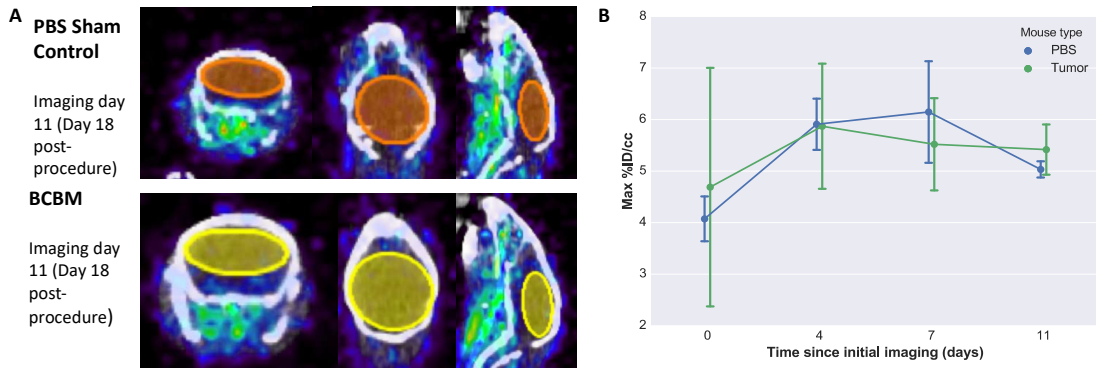 A
PBS Sham
Control
Imaging day
11 (Day 18
post-
procedure)
BCBM
Imaging day
11 (Day 18
post-
procedure)
B
8
7
6
5
4
3
2
Max %ID/cc
Mouse type
PBS
Tumor
0 4 7 11
Time since initial imaging (days)